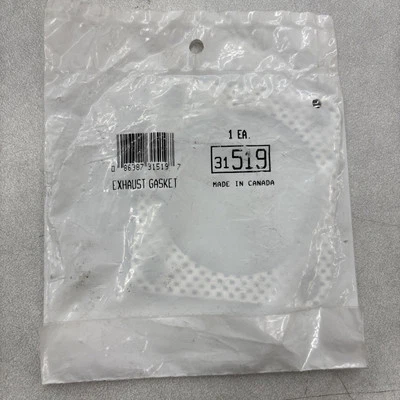 1 EA.
31519
0 86387 31519 7
EXHAUST GASKET
MADE IN CANADA